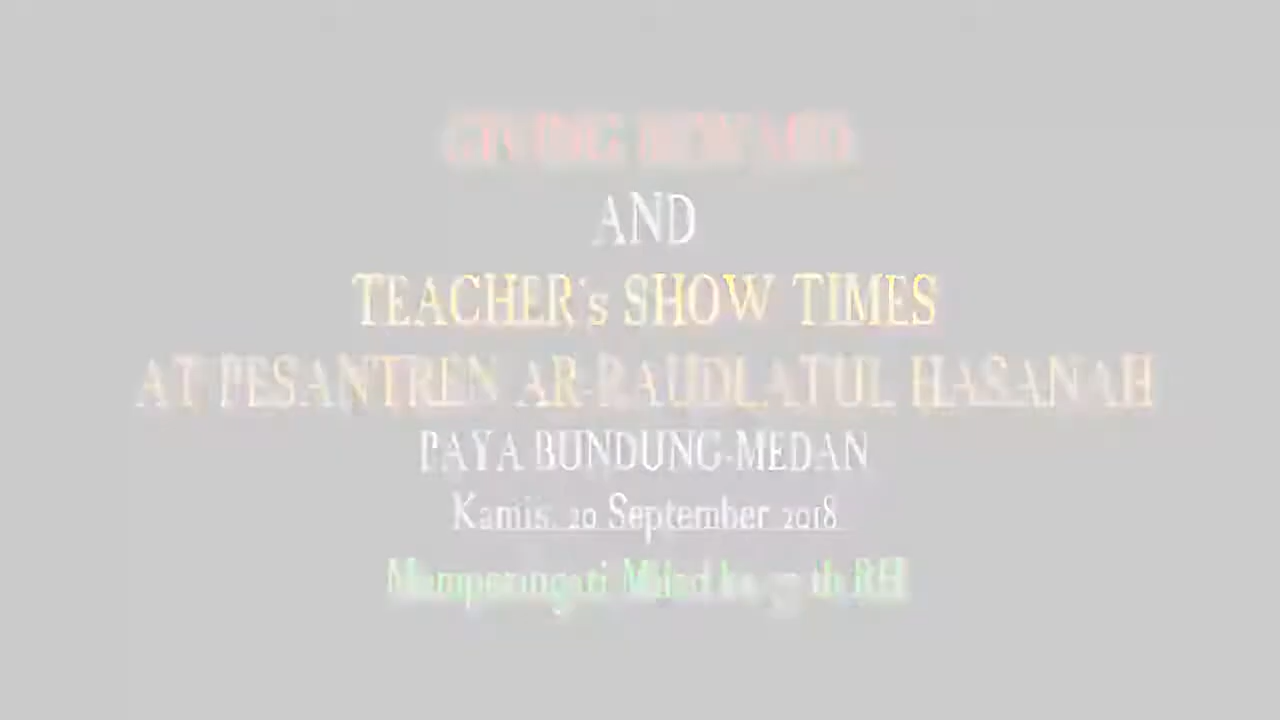 GIVING REWARD
AND
TEACHER's SHOW TIMES
AT PESANTREN AR-RAUDLATUL HASANAH
PAYA BUNDUNG-MEDAN
Kamis, 20 September 2018
Memperingati Milad ke th RH